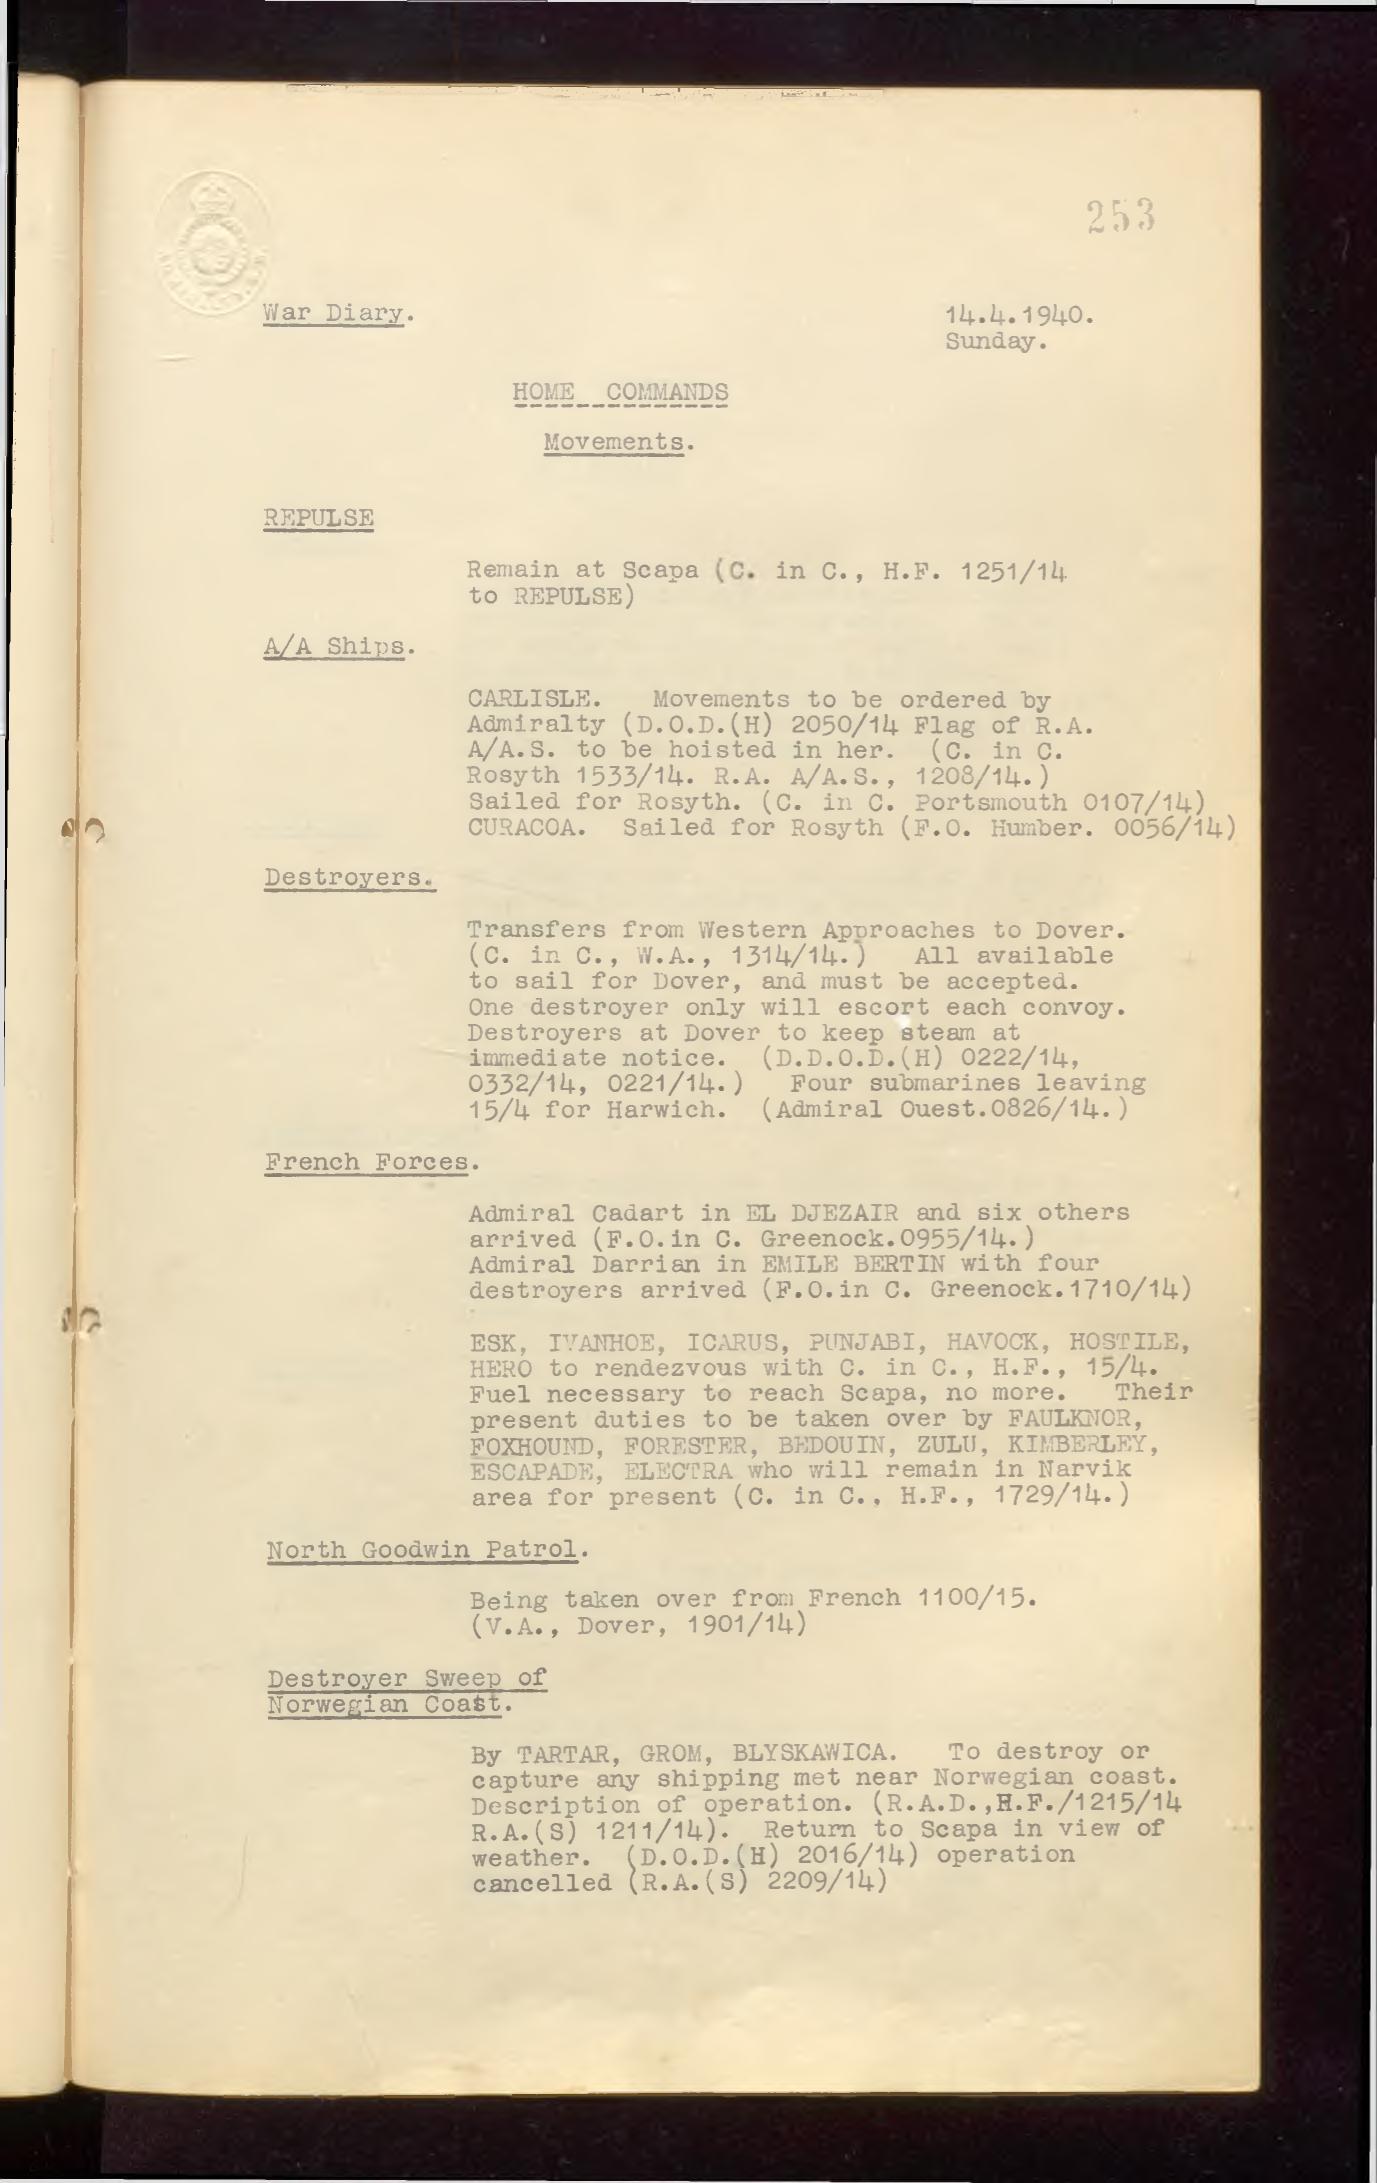 253
War Diary.
14.4.1940.
Sunday.
HOME COMMANDS
Movements.
REPULSE
Remain at Scapa (C. in C., H.F. 1251/14
to REPULSE)
A/A Ships.
CARLISLE. Movements to be ordered by
Admiralty (D.O.D.(H) 2050/14 Flag of R.A.
A/A.S. to be hoisted in her. (C. in C.
Rosyth 1533/14. R.A. A/A.S., 1208/14.)
Sailed for Rosyth. (C. in C. Portsmouth 0107/14)
CURACOA. Sailed for Rosyth (F.O. Humber. 0056/14)
Destroyers.
Transfers from Western Approaches to Dover.
(C. in C., W.A., 1314/14.) All available
to sail for Dover, and must be accepted.
One destroyer only will escort each convoy.
Destroyers at Dover to keep steam at
immediate notice. (D.D.O.D.(H) 0222/14,
0332/14, 0221/14.) Four submarines leaving
15/4 for Harwich. (Admiral Ouest.0826/14.)
French Forces.
Admiral Cadart in EL DJEZAIR and six others
arrived (F.O.in C. Greenock.0955/14.)
Admiral Darrian in EMILE BERTIN with four
destroyers arrived (F.O.in C. Greenock.1710/14)
ESK, IVANHOE, ICARUS, PUNJABI, HAVOCK, HOSTILE,
HERO to rendezvous with C. in C., H.F., 15/4.
Fuel necessary to reach Scapa, no more. Their
present duties to be taken over by FAULKNOR,
FOXHOUND, FORESTER, BEDOUIN, ZULU, KIMBERLEY,
ESCAPADE, ELECTRA who will remain in Narvik
area for present (C. in C., H.F., 1729/14.)
North Goodwin Patrol.
Being taken over from French 1100/15.
(V.A., Dover, 1901/14)
Destroyer Sweep of
Norwegian Coast.
By TARTAR, GROM, BLYSKAWICA. To destroy or
capture any shipping met near Norwegian coast.
Description of operation. (R.A.D.,H.F./1215/14
R.A.(S) 1211/14). Return to Scapa in view of
weather. (D.O.D.(H) 2016/14) operation
cancelled (R.A.(S) 2209/14)